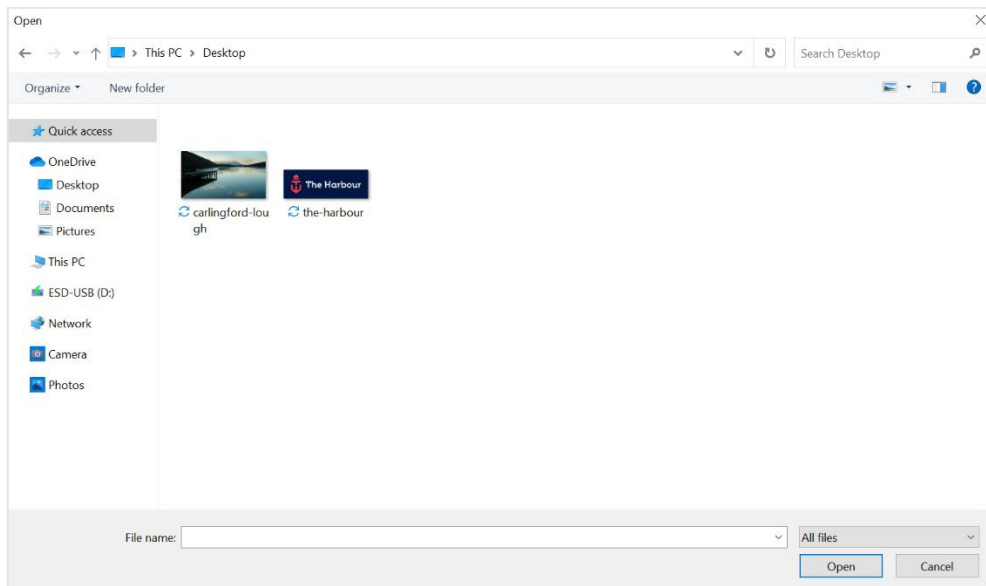 Open
This PC > Desktop
Search Desktop
Organize
New folder
Quick access
OneDrive
Desktop
Documents
Pictures
This PC
ESD-USB (D:)
Network
Camera
Photos
The Harbour
carlingford-lou
gh
the-harbour
File name:
All files
Open
Cancel